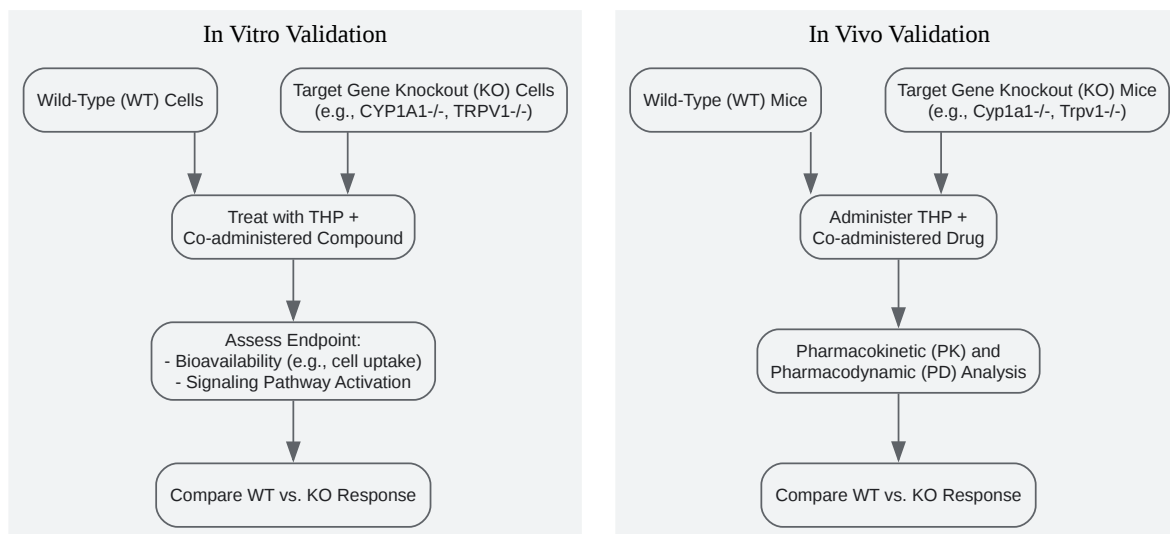 In Vitro Validation
Wild-Type (WT) Cells
Target Gene Knockout (KO) Cells
(e.g., CYP1A1-/-, TRPV1-/-)
Treat with THP +
Co-administered Compound
Assess Endpoint:
- Bioavailability (e.g., cell uptake)
- Signaling Pathway Activation
Compare WT vs. KO Response
In Vivo Validation
Wild-Type (WT) Mice
Target Gene Knockout (KO) Mice
(e.g., Cyp1a1-/-, Trpv1-/-)
Administer THP +
Co-administered Drug
Pharmacokinetic (PK) and
Pharmacodynamic (PD) Analysis
Compare WT vs. KO Response